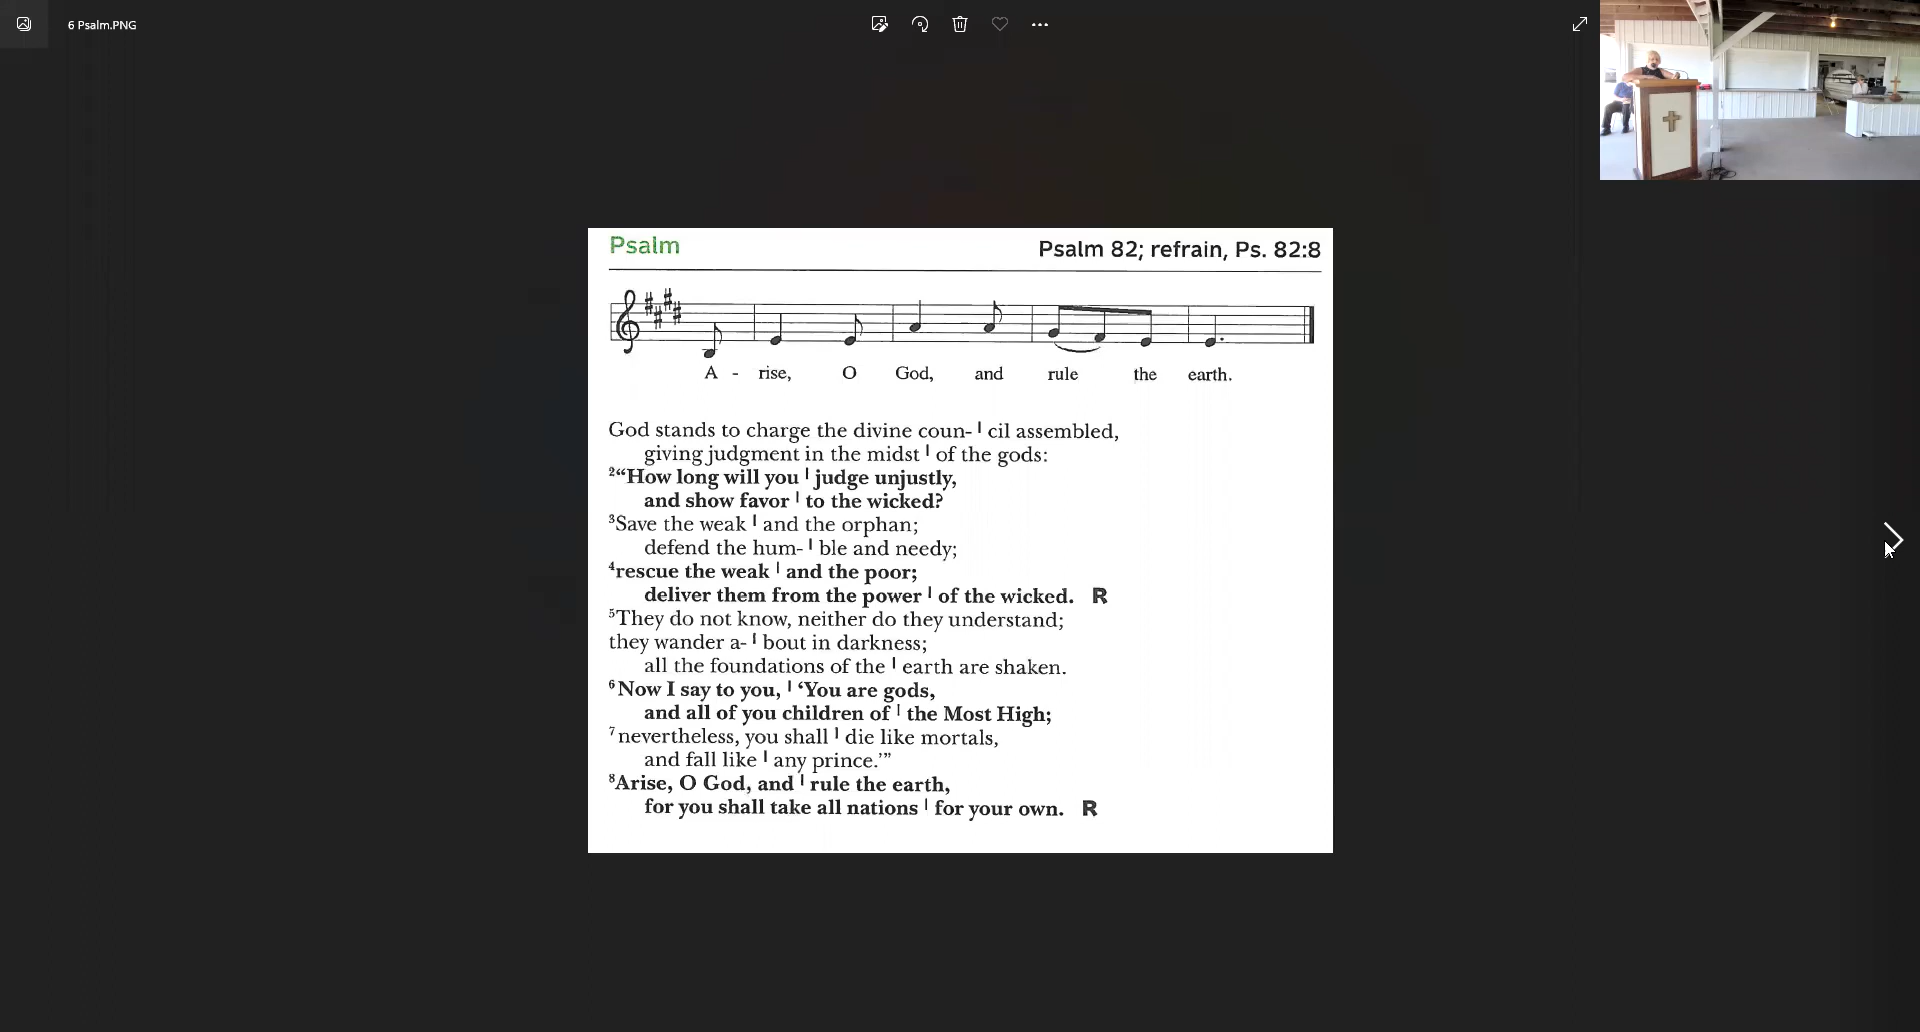 6 Psalm.PNG
Psalm
Psalm 82; refrain, Ps. 82:8
A - rise, O God, and rule the earth.
God stands to charge the divine coun- ˈ cil assembled,
giving judgment in the midst ˈ of the gods:
²“How long will you ˈ judge unjustly,
and show favor ˈ to the wicked?
³Save the weak ˈ and the orphan;
defend the hum- ˈ ble and needy;
⁴rescue the weak ˈ and the poor;
deliver them from the power ˈ of the wicked. R
⁵They do not know, neither do they understand;
they wander a- ˈ bout in darkness;
all the foundations of the ˈ earth are shaken.
⁶Now I say to you, ˈ ‘You are gods,
and all of you children of ˈ the Most High;
⁷nevertheless, you shall ˈ die like mortals,
and fall like ˈ any prince.’”
⁸Arise, O God, and ˈ rule the earth,
for you shall take all nations ˈ for your own. R